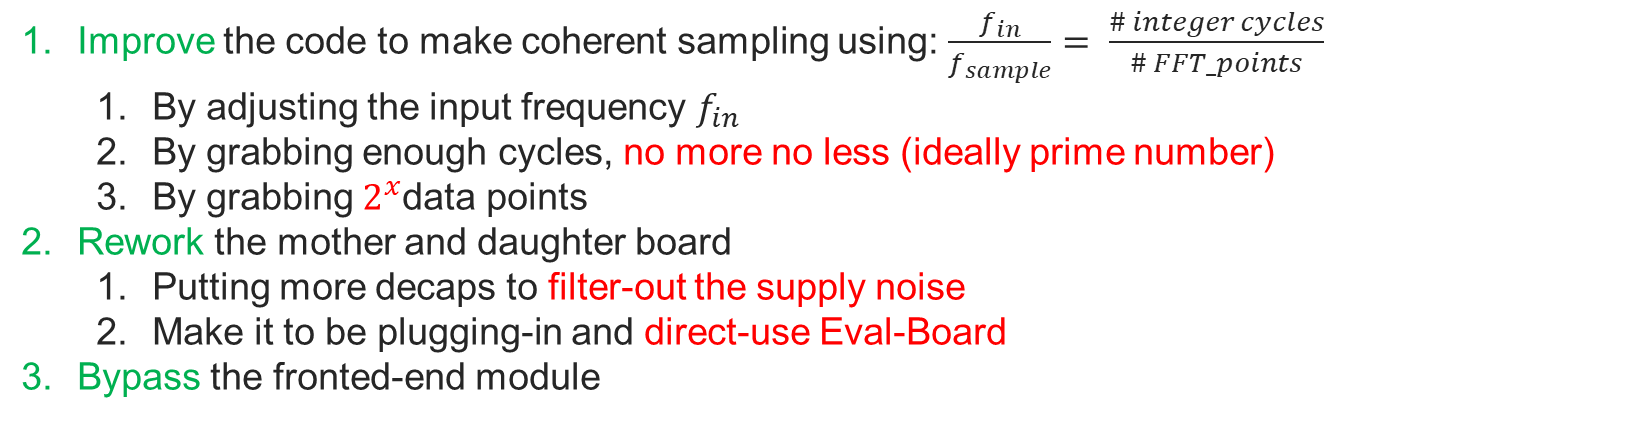 1. Improve the code to make coherent sampling using: f_in / f_sample = # integer cycles / # FFT_points
1. By adjusting the input frequency f_in
2. By grabbing enough cycles, no more no less (ideally prime number)
3. By grabbing 2^x data points
2. Rework the mother and daughter board
1. Putting more decaps to filter-out the supply noise
2. Make it to be plugging-in and direct-use Eval-Board
3. Bypass the fronted-end module